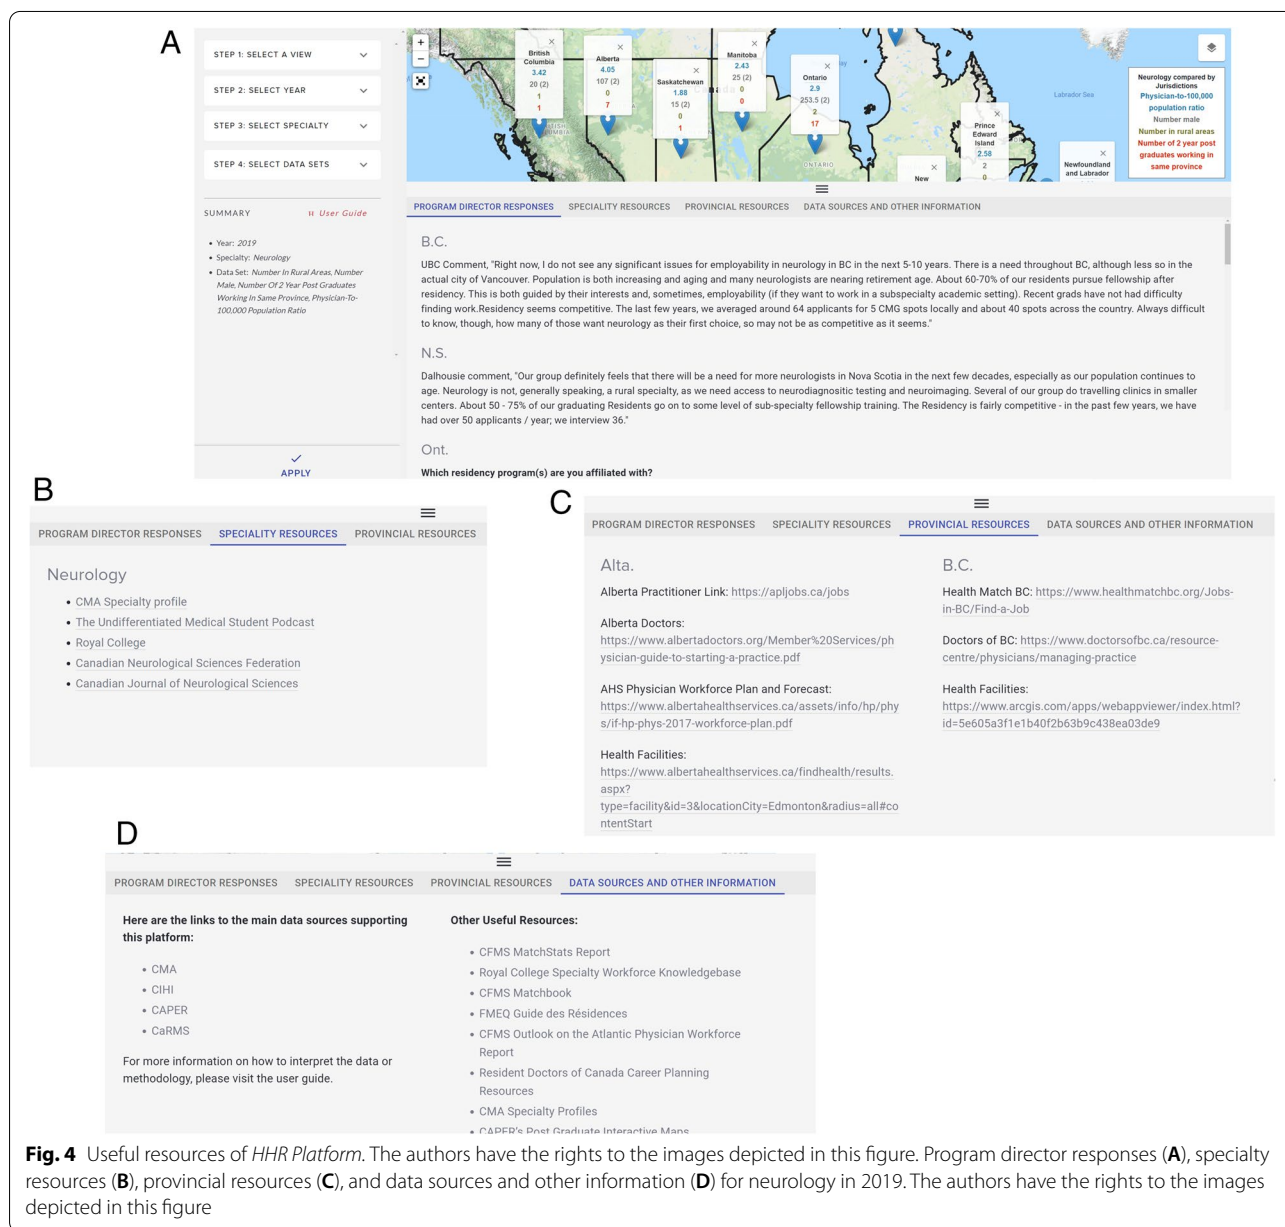 A
STEP 1: SELECT A VIEW
STEP 2: SELECT YEAR
STEP 3: SELECT SPECIALTY
STEP 4: SELECT DATA SETS
SUMMARY
User Guide
• Year: 2019
• Specialty: Neurology
• Data Set: Number In Rural Areas, Number
Male, Number Of 2 Year Post Graduates
Working In Same Province, Physician-To-
100,000 Population Ratio
APPLY
+
−
British
Columbia
3.42
20 (2)
1
1
Alberta
4.05
107 (2)
0
7
Saskatchewan
1.88
15 (2)
0
1
Manitoba
2.43
25 (2)
0
0
Ontario
2.9
253.5 (2)
2
17
Prince
Edward
Island
2.58
2
0
New
Newfoundland
and Labrador
ONTARIO
Labrador Sea
Neurology compared by
Jurisdictions
Physician-to-100,000
population ratio
Number male
Number in rural areas
Number of 2 year post
graduates working in
same province
PROGRAM DIRECTOR RESPONSES SPECIALITY RESOURCES PROVINCIAL RESOURCES DATA SOURCES AND OTHER INFORMATION
B.C.
UBC Comment, "Right now, I do not see any significant issues for employability in neurology in BC in the next 5-10 years. There is a need throughout BC, although less so in the
actual city of Vancouver. Population is both increasing and aging and many neurologists are nearing retirement age. About 60-70% of our residents pursue fellowship after
residency. This is both guided by their interests and, sometimes, employability (if they want to work in a subspecialty academic setting). Recent grads have not had difficulty
finding work.Residency seems competitive. The last few years, we averaged around 64 applicants for 5 CMG spots locally and about 40 spots across the country. Always difficult
to know, though, how many of those want neurology as their first choice, so may not be as competitive as it seems."
N.S.
Dalhousie comment, "Our group definitely feels that there will be a need for more neurologists in Nova Scotia in the next few decades, especially as our population continues to
age. Neurology is not, generally speaking, a rural specialty, as we need access to neurodiagnositic testing and neuroimaging. Several of our group do travelling clinics in smaller
centers. About 50 - 75% of our graduating Residents go on to some level of sub-specialty fellowship training. The Residency is fairly competitive - in the past few years, we have
had over 50 applicants / year; we interview 36."
Ont.
Which residency program(s) are you affiliated with?
B
PROGRAM DIRECTOR RESPONSES SPECIALITY RESOURCES PROVINCIAL RESOURCES
Neurology
• CMA Specialty profile
• The Undifferentiated Medical Student Podcast
• Royal College
• Canadian Neurological Sciences Federation
• Canadian Journal of Neurological Sciences
C
PROGRAM DIRECTOR RESPONSES SPECIALITY RESOURCES PROVINCIAL RESOURCES DATA SOURCES AND OTHER INFORMATION
Alta.
Alberta Practitioner Link: https://apljobs.ca/jobs
Alberta Doctors:
https://www.albertadoctors.org/Member%20Services/ph
ysician-guide-to-starting-a-practice.pdf
AHS Physician Workforce Plan and Forecast:
https://www.albertahealthservices.ca/assets/info/hp/phy
s/if-hp-phys-2017-workforce-plan.pdf
Health Facilities:
https://www.albertahealthservices.ca/findhealth/results.
aspx?
type=facility&id=3&locationCity=Edmonton&radius=all#co
ntentStart
B.C.
Health Match BC: https://www.healthmatchbc.org/Jobs-
in-BC/Find-a-Job
Doctors of BC: https://www.doctorsofbc.ca/resource-
centre/physicians/managing-practice
Health Facilities:
https://www.arcgis.com/apps/webappviewer/index.html?
id=5e605a3f1e1b40f2b63b9c438ea03de9
D
PROGRAM DIRECTOR RESPONSES SPECIALITY RESOURCES PROVINCIAL RESOURCES DATA SOURCES AND OTHER INFORMATION
Here are the links to the main data sources supporting
this platform:
• CMA
• CIHI
• CAPER
• CaRMS
For more information on how to interpret the data or
methodology, please visit the user guide.
Other Useful Resources:
• CFMS MatchStats Report
• Royal College Specialty Workforce Knowledgebase
• CFMS Matchbook
• FMEQ Guide des Résidences
• CFMS Outlook on the Atlantic Physician Workforce
Report
• Resident Doctors of Canada Career Planning
Resources
• CMA Specialty Profiles
• CAPER's Post Graduate Interactive Maps
Fig. 4 Useful resources of HHR Platform. The authors have the rights to the images depicted in this figure. Program director responses (A), specialty
resources (B), provincial resources (C), and data sources and other information (D) for neurology in 2019. The authors have the rights to the images
depicted in this figure